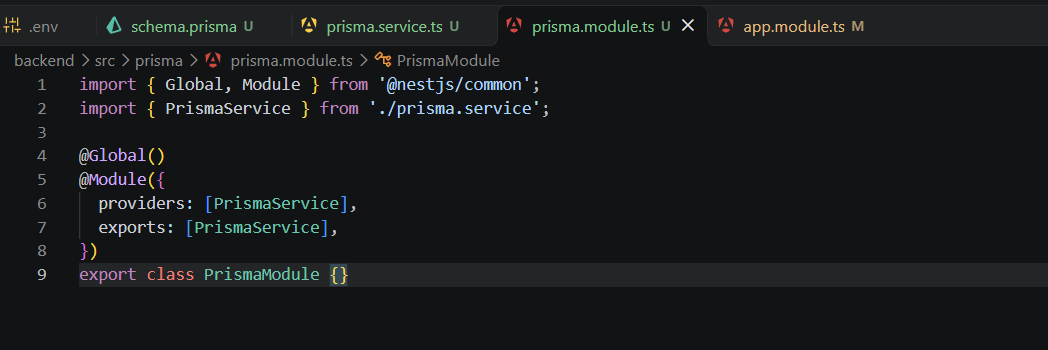 .env schema.prisma U prisma.service.ts U prisma.module.ts U app.module.ts M
backend > src > prisma > prisma.module.ts > PrismaModule
1 import { Global, Module } from '@nestjs/common';
2 import { PrismaService } from './prisma.service';
3
4 @Global()
5 @Module({
6   providers: [PrismaService],
7   exports: [PrismaService],
8 })
9 export class PrismaModule {}